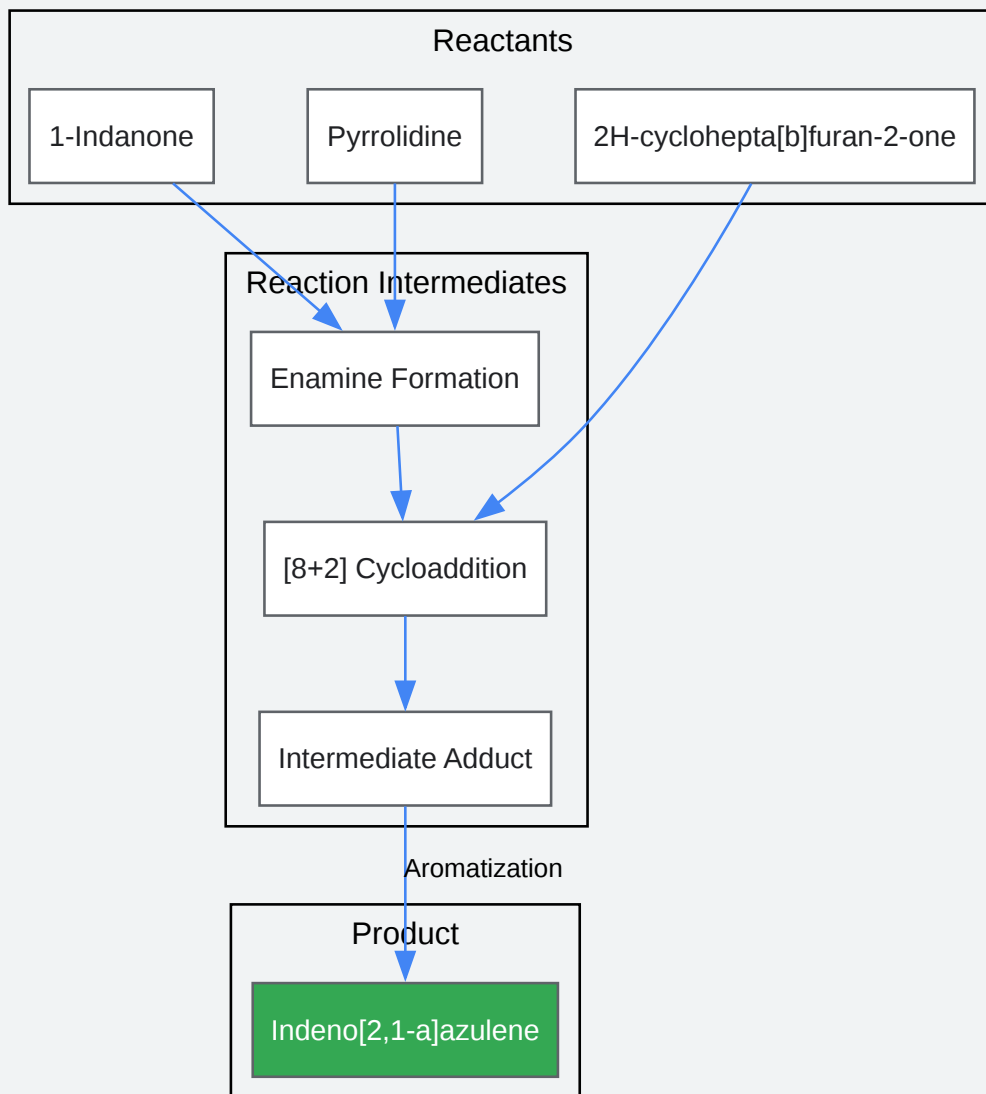 Reactants
1-Indanone
Pyrrolidine
2H-cyclohepta[b]furan-2-one
Reaction Intermediates
Enamine Formation
[8+2] Cycloaddition
Intermediate Adduct
Aromatization
Product
Indeno[2,1-a]azulene